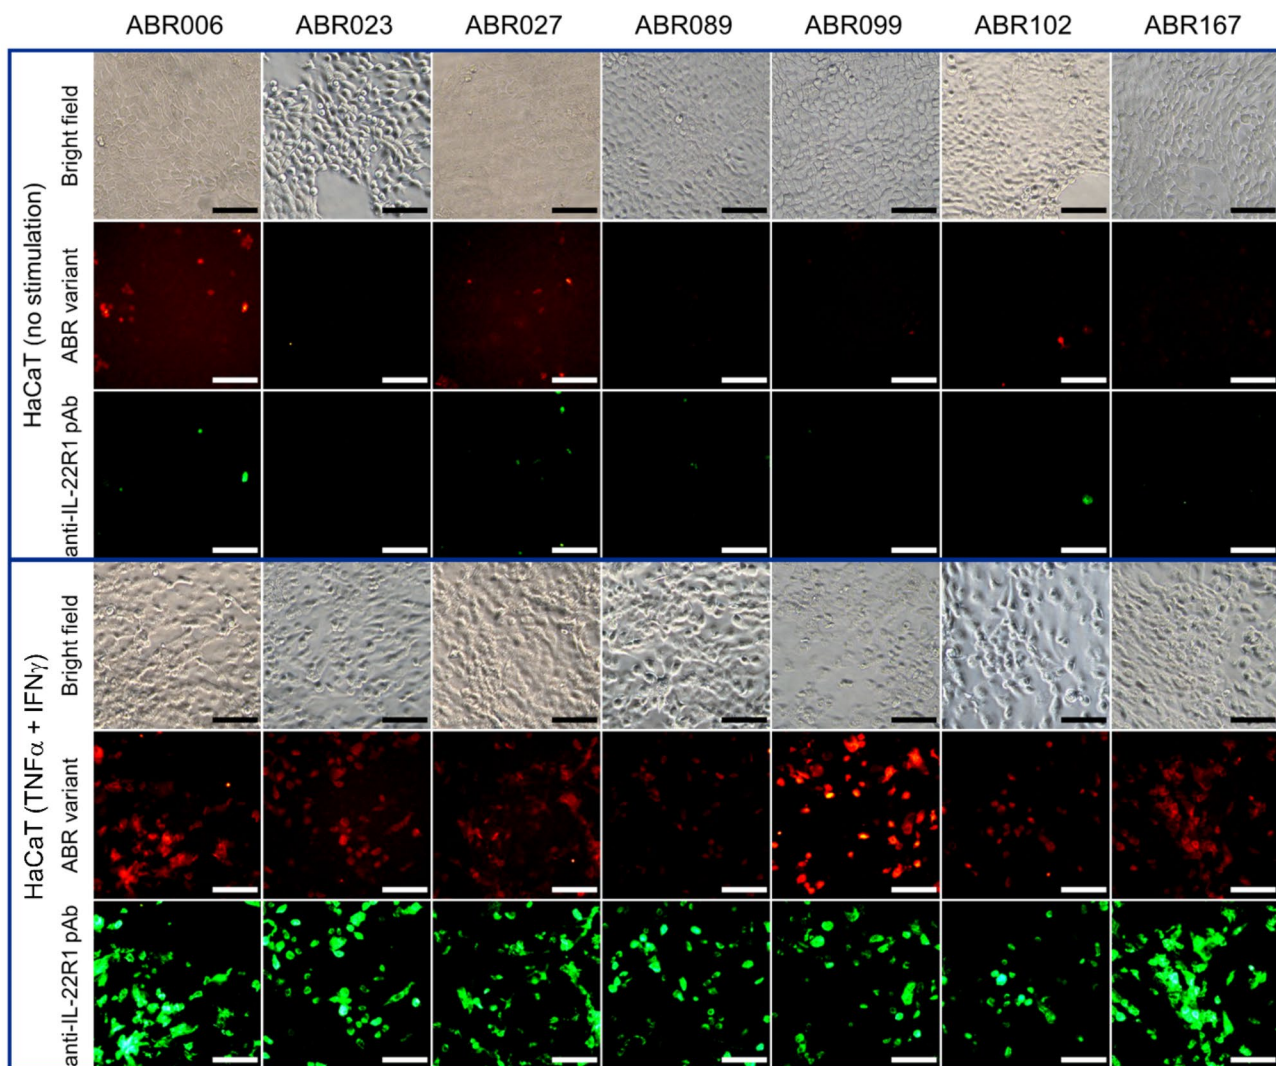 ABR006 ABR023 ABR027 ABR089 ABR099 ABR102 ABR167
HaCaT (no stimulation)
Bright field
ABR variant
anti-IL-22R1 pAb
HaCaT (TNFα + IFNγ)
Bright field
ABR variant
anti-IL-22R1 pAb